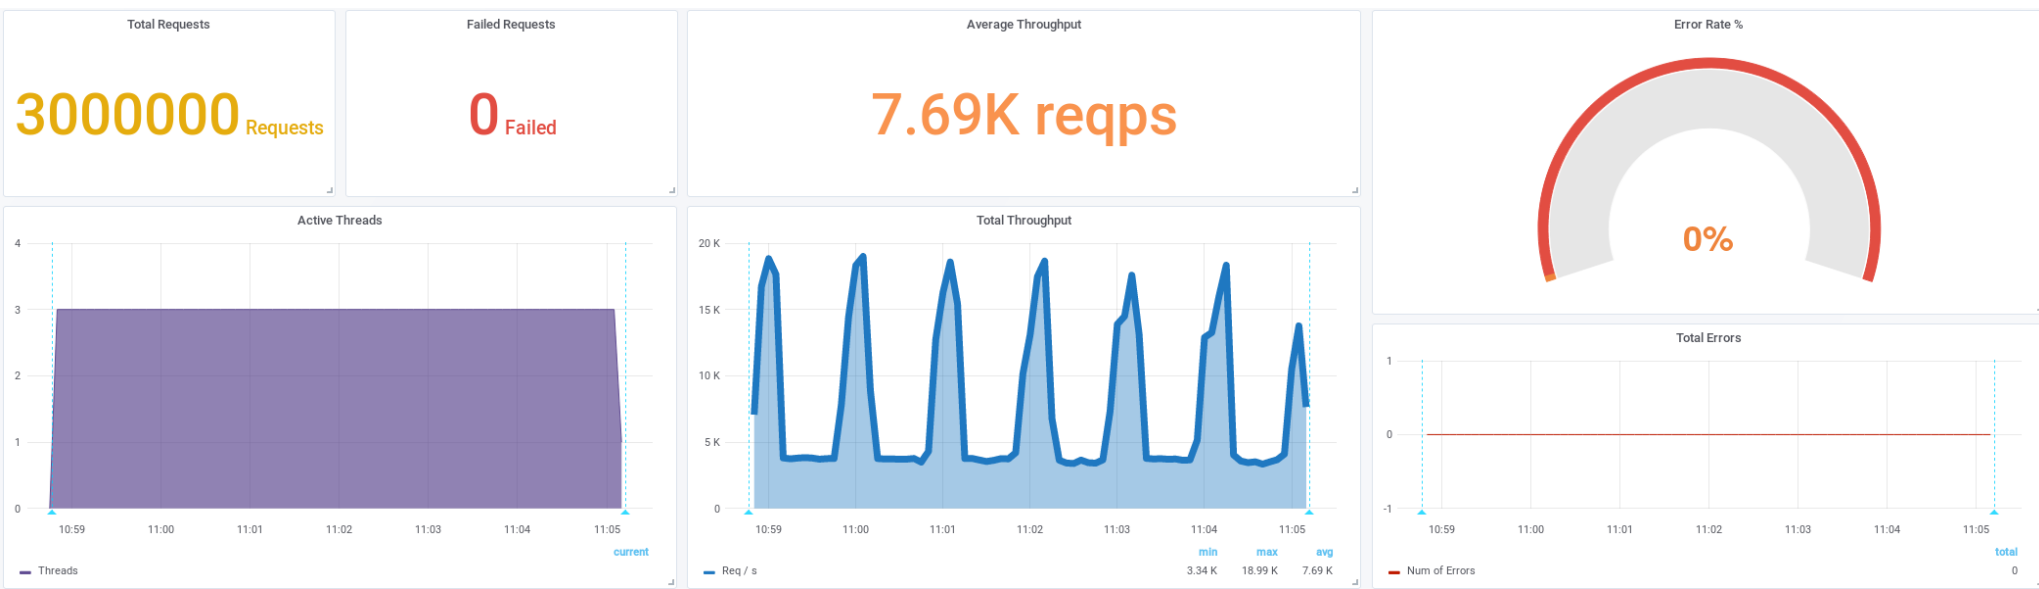 Total Requests
3000000 Requests
Failed Requests
0 Failed
Average Throughput
7.69K reqps
Error Rate %
0%
Active Threads
4
3
2
1
0
10:59 11:00 11:01 11:02 11:03 11:04 11:05
current
Threads
Total Throughput
20 K
15 K
10 K
5 K
0
10:59 11:00 11:01 11:02 11:03 11:04 11:05
min max avg
Req / s 3.34 K 18.99 K 7.69 K
Total Errors
1
0
-1
10:59 11:00 11:01 11:02 11:03 11:04 11:05
total
Num of Errors 0